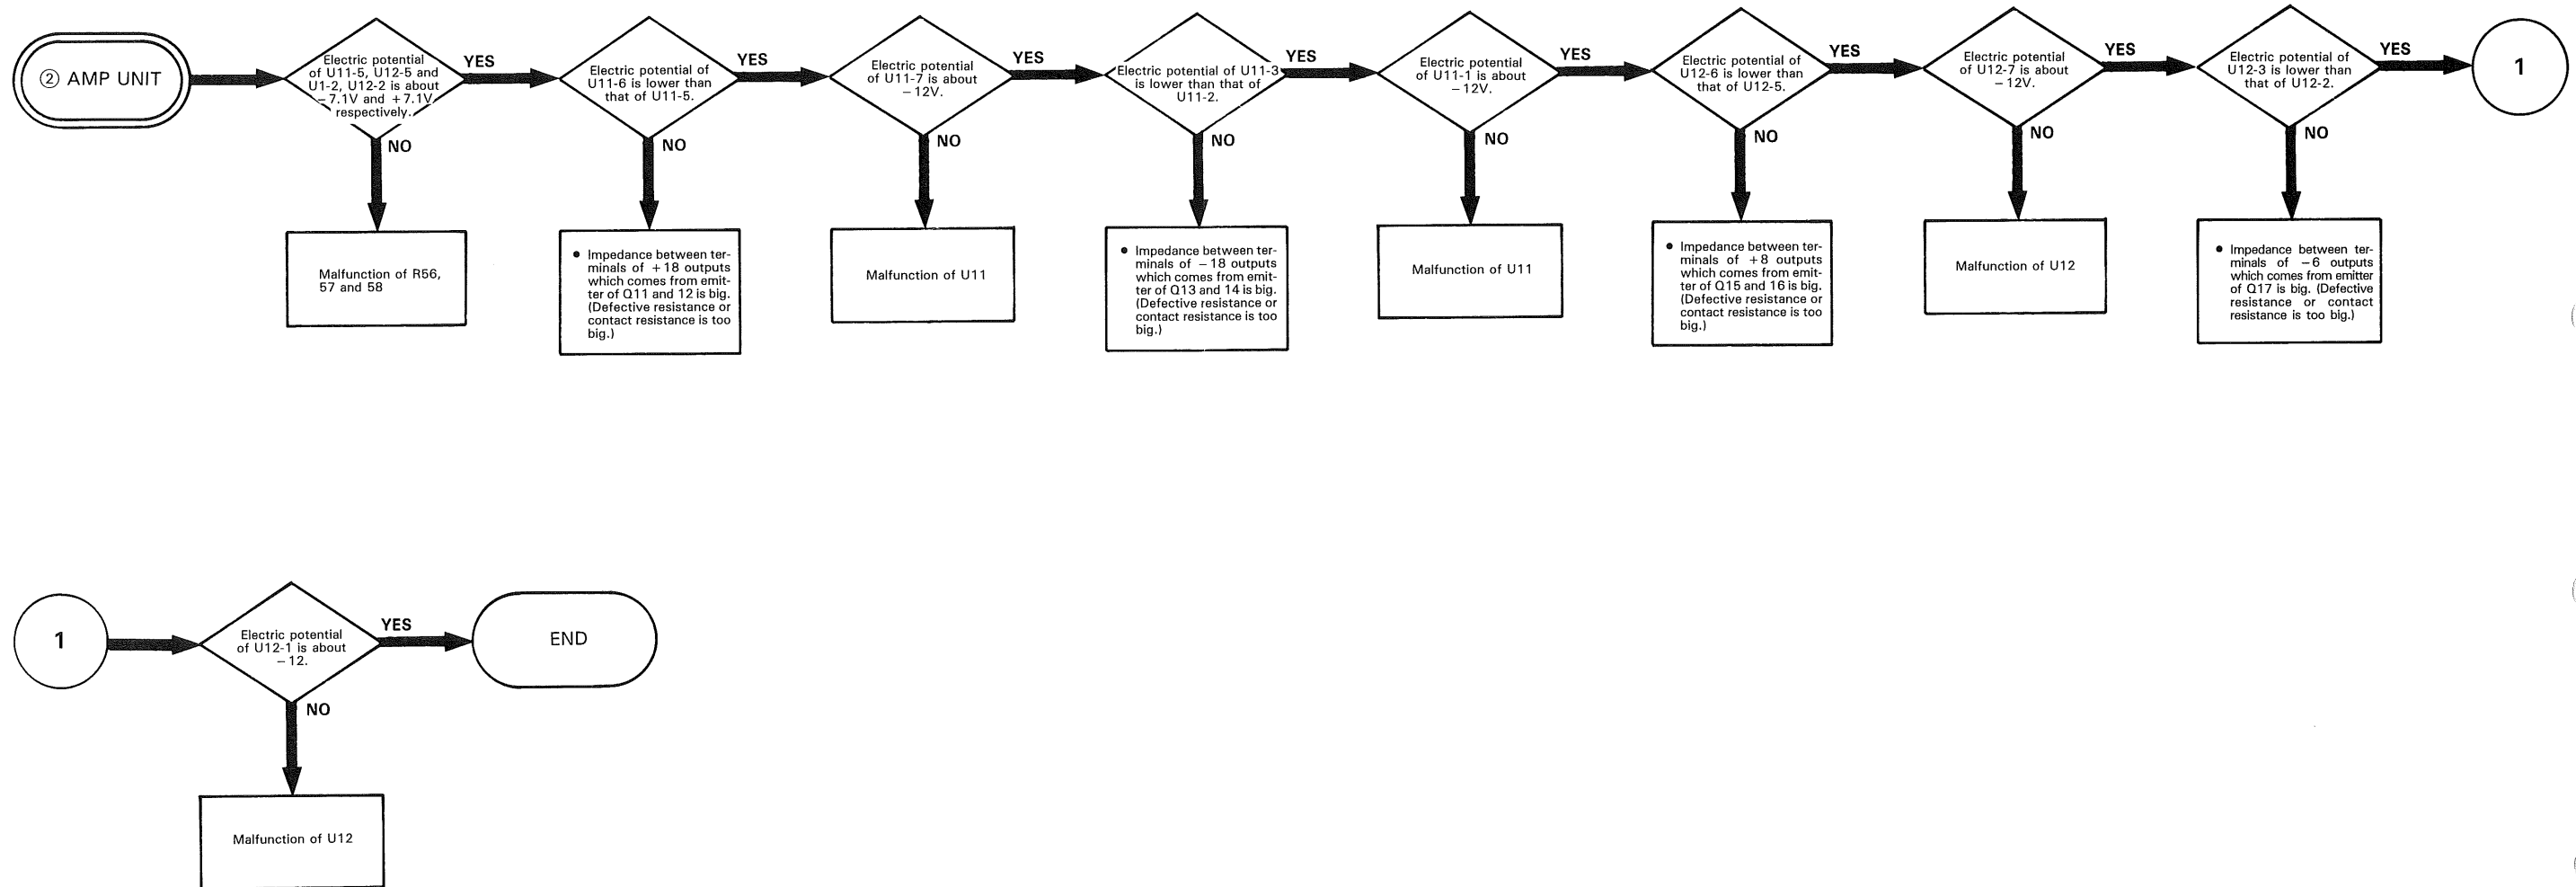 ② AMP UNIT
Electric potential
of U11-5, U12-5 and
U1-2, U12-2 is about
−7.1V and +7.1V
respectively.
YES
NO
Malfunction of R56,
57 and 58
Electric potential of
U11-6 is lower than
that of U11-5.
YES
NO
● Impedance between ter-
minals of +18 outputs
which comes from emit-
ter of Q11 and 12 is big.
(Defective resistance or
contact resistance is too
big.)
Electric potential
of U11-7 is about
−12V.
YES
NO
Malfunction of U11
Electric potential of U11-3
is lower than that of
U11-2.
YES
NO
● Impedance between ter-
minals of −18 outputs
which comes from emit-
ter of Q13 and 14 is big.
(Defective resistance or
contact resistance is too
big.)
Electric potential
of U11-1 is about
−12V.
YES
NO
Malfunction of U11
Electric potential of
U12-6 is lower than
that of U12-5.
YES
NO
● Impedance between ter-
minals of +8 outputs
which comes from emit-
ter of Q15 and 16 is big.
(Defective resistance or
contact resistance is too
big.)
Electric potential
of U12-7 is about
−12V.
YES
NO
Malfunction of U12
Electric potential of
U12-3 is lower than
that of U12-2.
YES
NO
● Impedance between ter-
minals of −6 outputs
which comes from emitter
of Q17 is big. (Defective
resistance or contact
resistance is too big.)
1
1
Electric potential
of U12-1 is about
−12.
YES
NO
END
Malfunction of U12